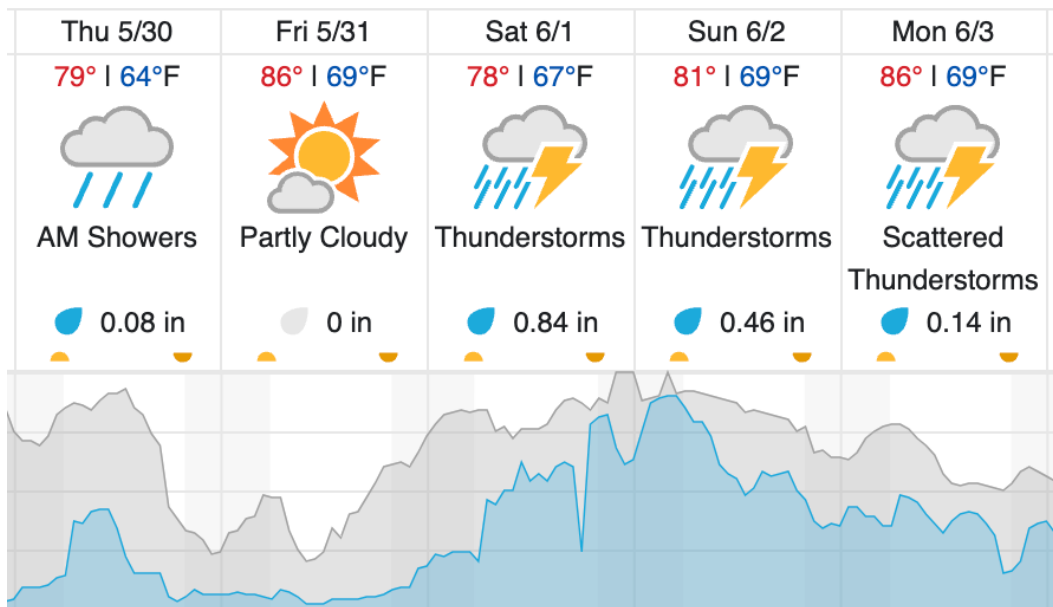 Thu 5/30 Fri 5/31 Sat 6/1 Sun 6/2 Mon 6/3
79° | 64°F 86° | 69°F 78° | 67°F 81° | 69°F 86° | 69°F
AM Showers Partly Cloudy Thunderstorms Thunderstorms Scattered
Thunderstorms
0.08 in 0 in 0.84 in 0.46 in 0.14 in